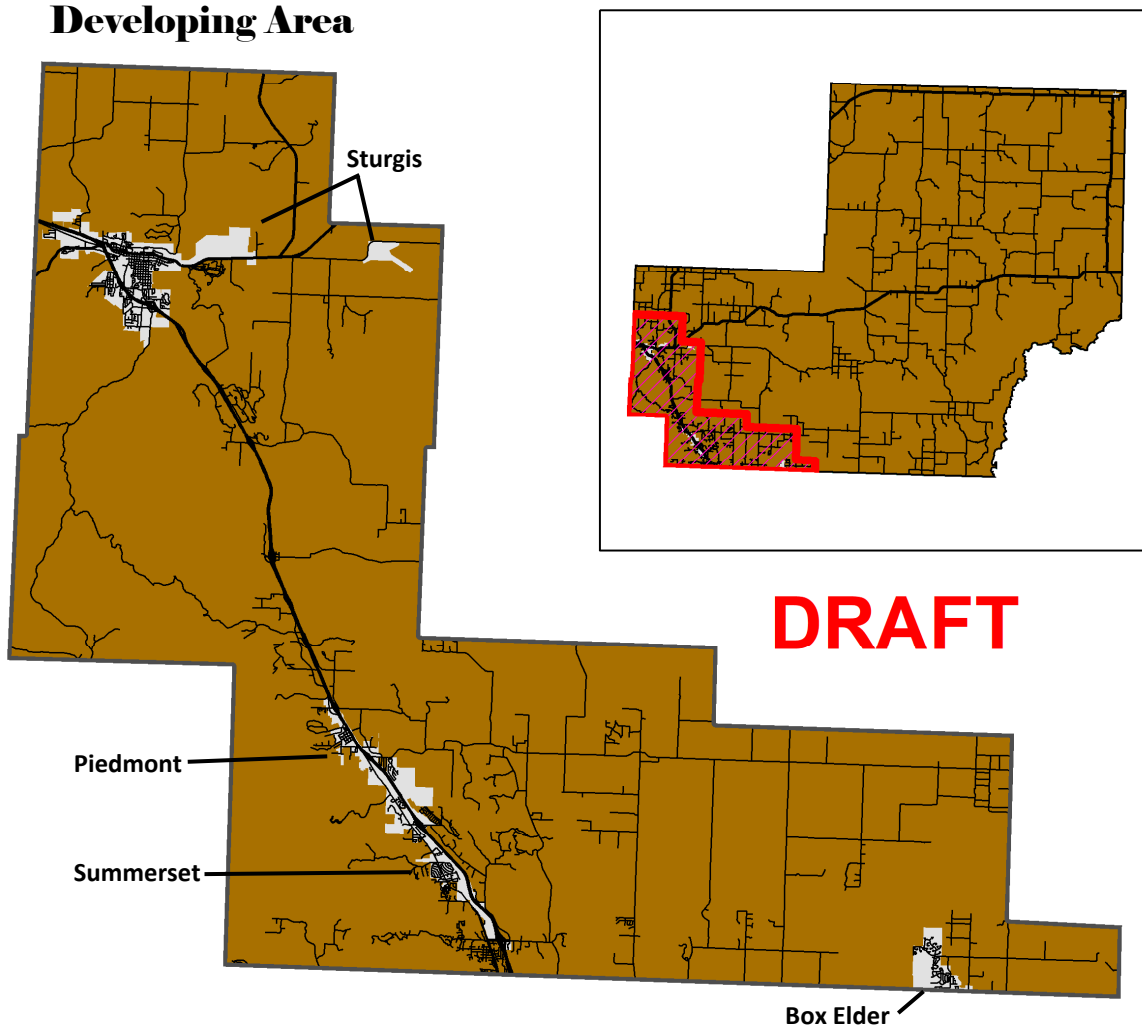 Developing Area
Sturgis
DRAFT
Piedmont
Summerset
Box Elder